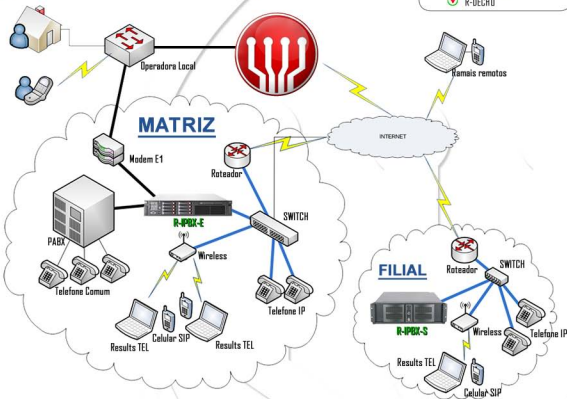 R-DECHO
Operadora Local
Ramais remotos
MATRIZ
INTERNET
Modem E1
Roteador
R-IPBX-E
SWITCH
PABX
Wireless
Telefone Comum
Telefone IP
Results TEL
Celular SIP
Results TEL
Roteador
SWITCH
FILIAL
R-IPBX-S
Wireless
Telefone IP
Results TEL
Celular SIP